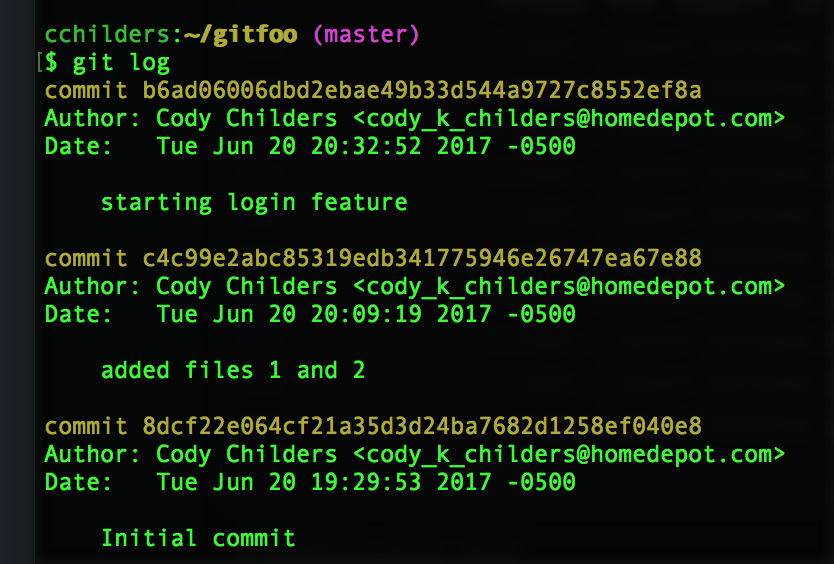 cchilders:~/gitfoo (master)
[$ git log
commit b6ad06006dbd2ebae49b33d544a9727c8552ef8a
Author: Cody Childers <cody_k_childers@homedepot.com>
Date:   Tue Jun 20 20:32:52 2017 -0500
starting login feature
commit c4c99e2abc85319edb341775946e26747ea67e88
Author: Cody Childers <cody_k_childers@homedepot.com>
Date:   Tue Jun 20 20:09:19 2017 -0500
added files 1 and 2
commit 8dcf22e064cf21a35d3d24ba7682d1258ef040e8
Author: Cody Childers <cody_k_childers@homedepot.com>
Date:   Tue Jun 20 19:29:53 2017 -0500
Initial commit